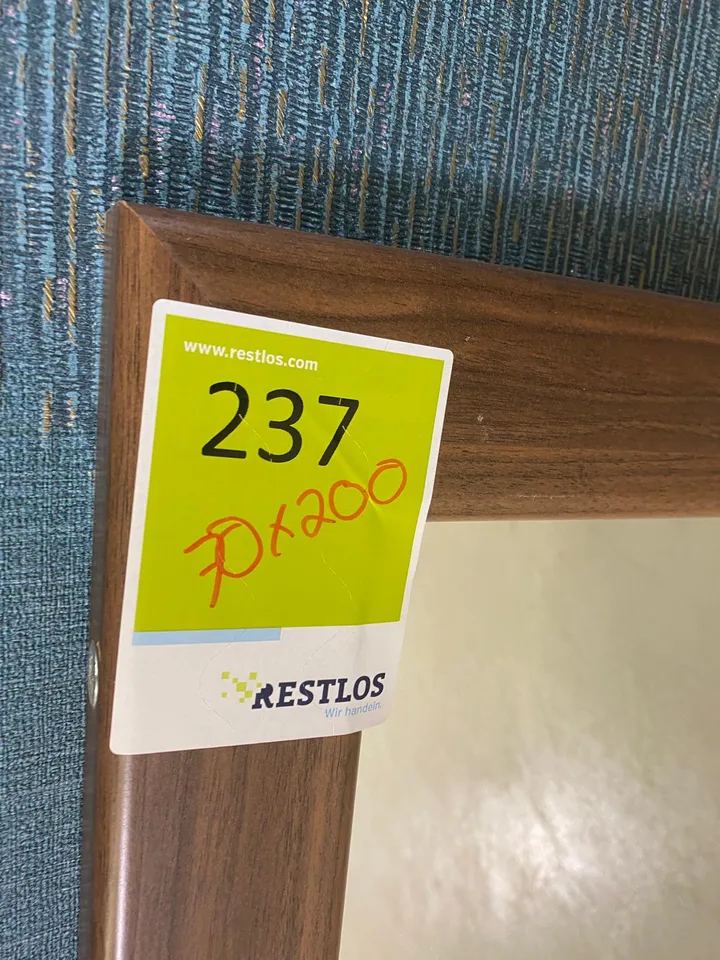 www.restlos.com
237
70x200
RESTLOS
Wir handeln.